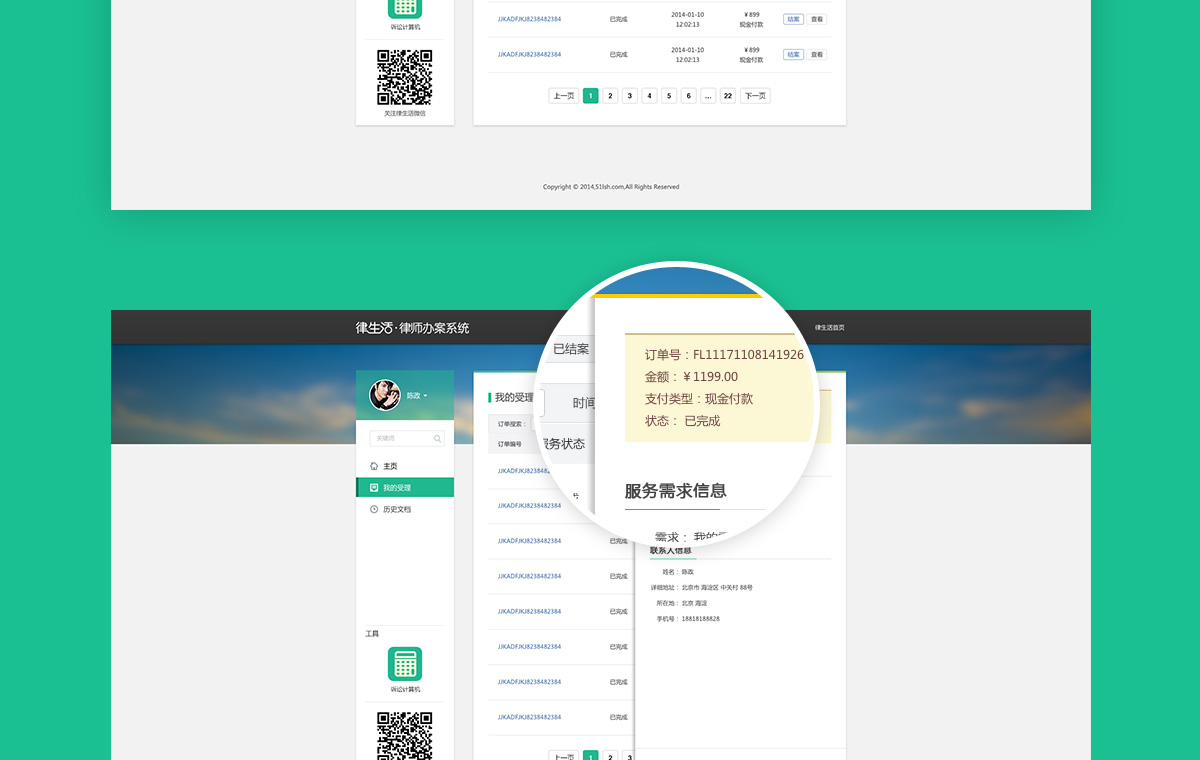 诉讼计算机
关注律生活微信
JJKADFJKJ8238482384 已完成 2014-01-10 12:02:13 ￥899 现金付款 结案 查看
JJKADFJKJ8238482384 已完成 2014-01-10 12:02:13 ￥899 现金付款 结案 查看
上一页 1 2 3 4 5 6 ... 22 下一页
Copyright © 2014,51lsh.com,All Rights Reserved
律生活·律师办案系统
律生活首页
陈政
关键词
主页
我的受理
历史文档
工具
诉讼计算机
我的受理
订单搜索：
订单编号
JJKADFJKJ8238482384
JJKADFJKJ8238482384
JJKADFJKJ8238482384 已完成
JJKADFJKJ8238482384 已完成
JJKADFJKJ8238482384 已完成
JJKADFJKJ8238482384 已完成
JJKADFJKJ8238482384 已完成
JJKADFJKJ8238482384 已完成
上一页 1 2 3
已结案
时间
服务状态
订单号：FL11171108141926
金额：￥1199.00
支付类型：现金付款
状态： 已完成
服务需求信息
需求： 我的
联系人信息
姓名： 陈政
详细地址： 北京市 海淀区 中关村 88号
所在地： 北京 海淀
手机号： 18818188828